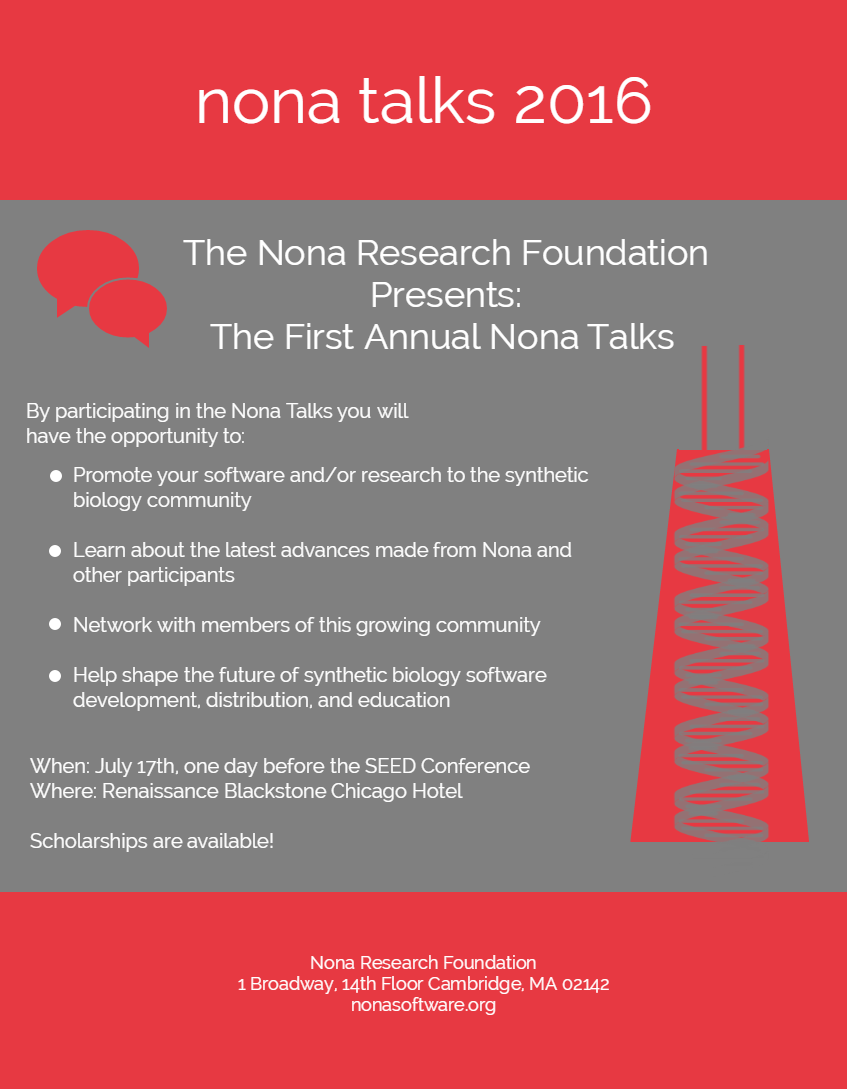 nona talks 2016
The Nona Research Foundation
Presents:
The First Annual Nona Talks
By participating in the Nona Talks you will
have the opportunity to:
Promote your software and/or research to the synthetic
biology community
Learn about the latest advances made from Nona and
other participants
Network with members of this growing community
Help shape the future of synthetic biology software
development, distribution, and education
When: July 17th, one day before the SEED Conference
Where: Renaissance Blackstone Chicago Hotel
Scholarships are available!
Nona Research Foundation
1 Broadway, 14th Floor Cambridge, MA 02142
nonasoftware.org